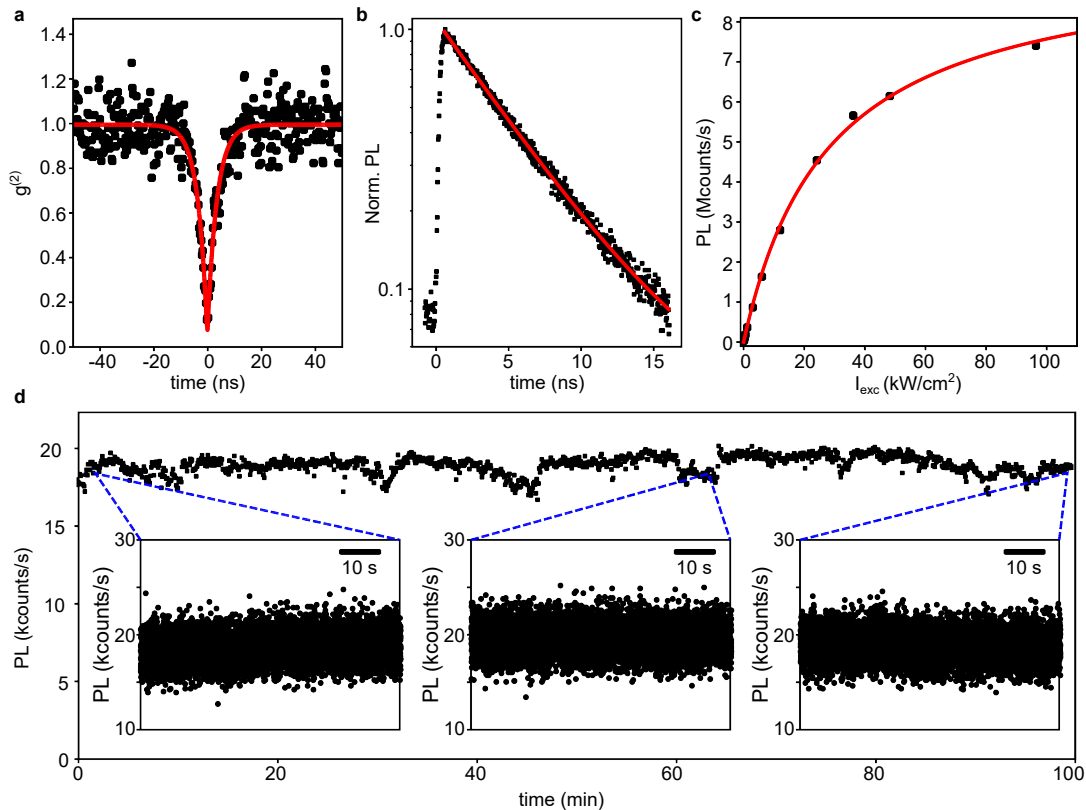 a
1.4
1.2
1.0
0.8
0.6
0.4
0.2
0.0
g(2)
-40 -20 0 20 40
time (ns)
b
1.0
0.1
Norm. PL
0 5 10 15
time (ns)
c
8
7
6
5
4
3
2
1
0
PL (Mcounts/s)
0 20 40 60 80 100
Iexc (kW/cm2)
d
20
15
10
5
0
PL (kcounts/s)
30
20
10
PL (kcounts/s)
10 s
30
20
10
PL (kcounts/s)
10 s
30
20
10
PL (kcounts/s)
10 s
0 20 40 60 80 100
time (min)